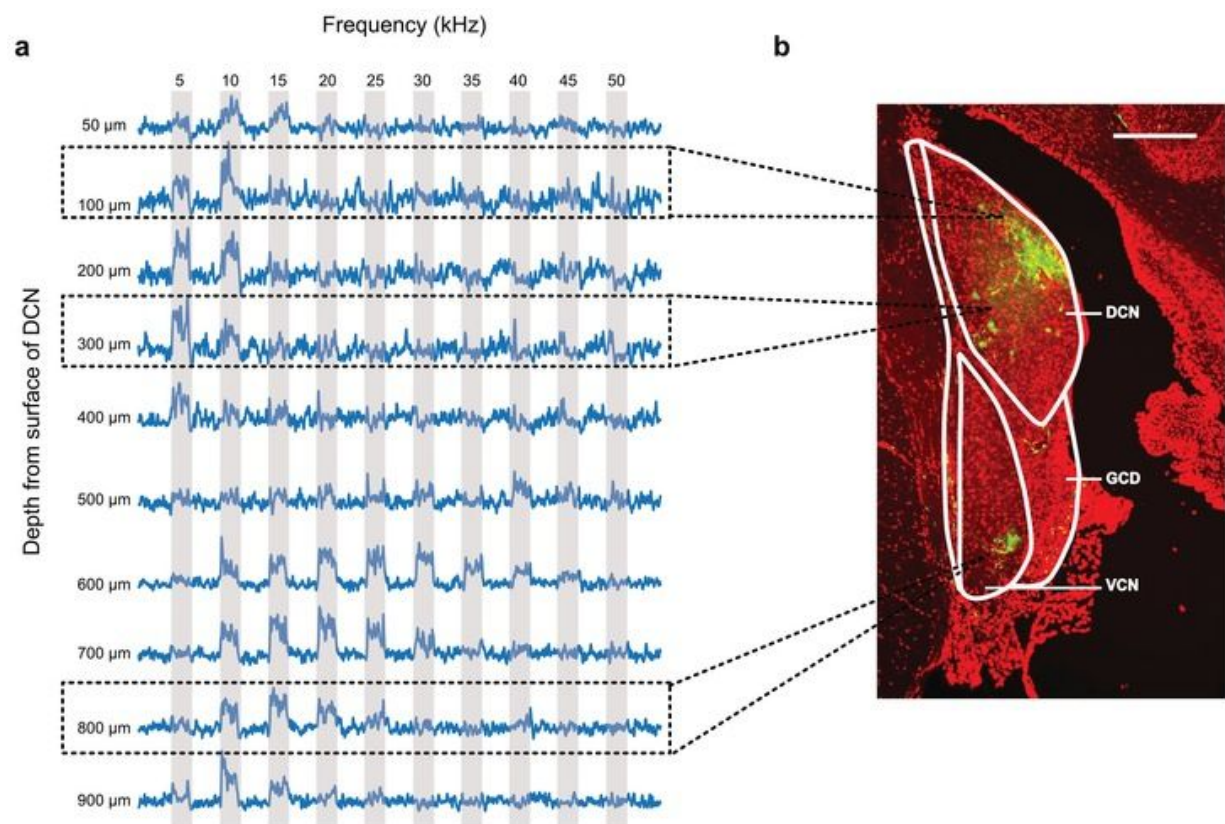 Frequency (kHz)
a
b
5 10 15 20 25 30 35 40 45 50
50 µm
100 µm
200 µm
300 µm
400 µm
500 µm
600 µm
700 µm
800 µm
900 µm
Depth from surface of DCN
DCN
GCD
VCN